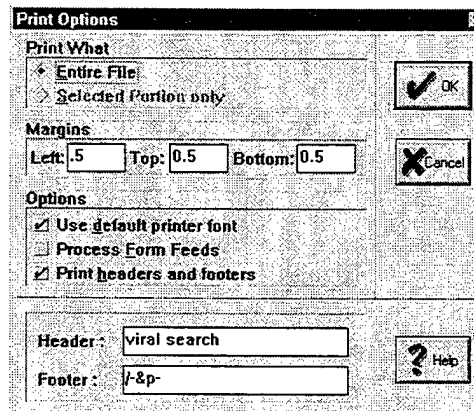 Print Options
Print What
Entire File
Selected Portion only
OK
Margins
Left: .5 Top: 0.5 Bottom: 0.5
Cancel
Options
Use default printer font
Process Form Feeds
Print headers and footers
Header: viral search
Footer: /-&p-
Help